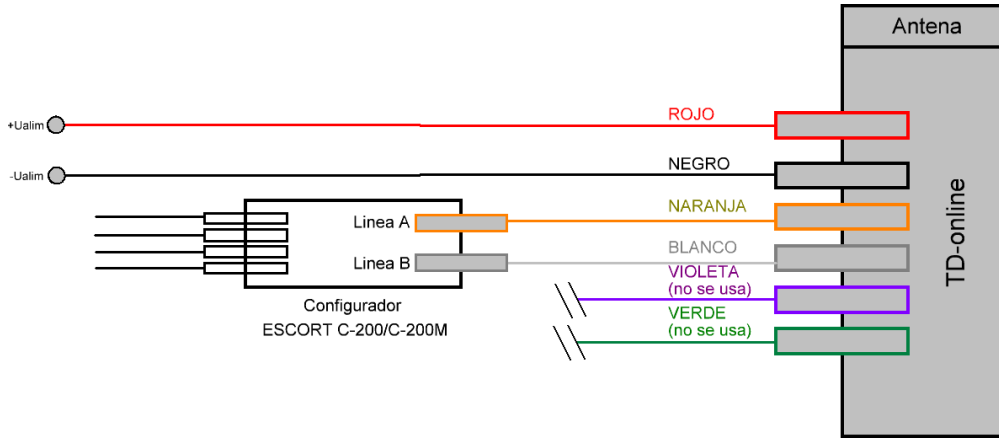 Antena
+Ualim
ROJO
-Ualim
NEGRO
NARANJA
Linea A
BLANCO
Linea B
VIOLETA
(no se usa)
VERDE
(no se usa)
Configurador
ESCORT C-200/C-200M
TD-online